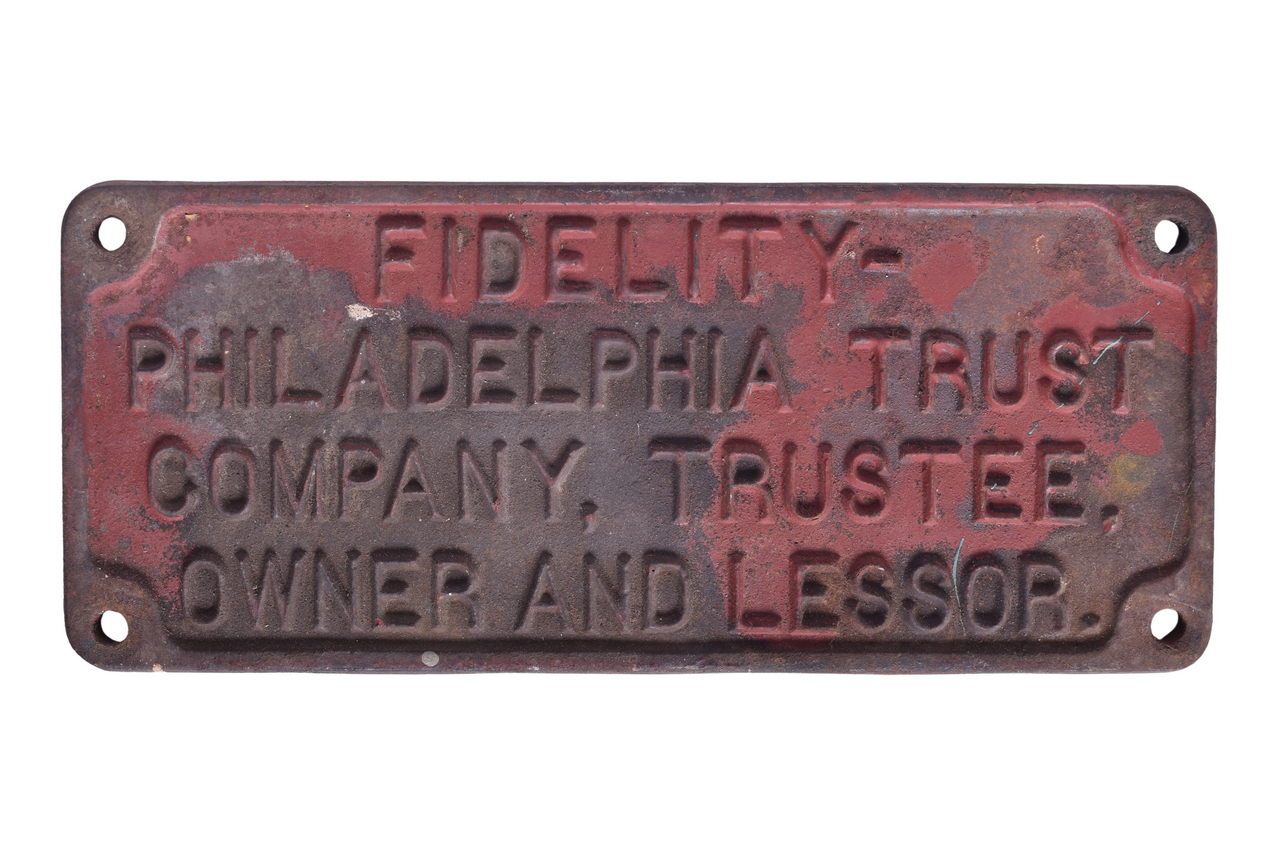 FIDELITY-
PHILADELPHIA TRUST
COMPANY, TRUSTEE,
OWNER AND LESSOR.